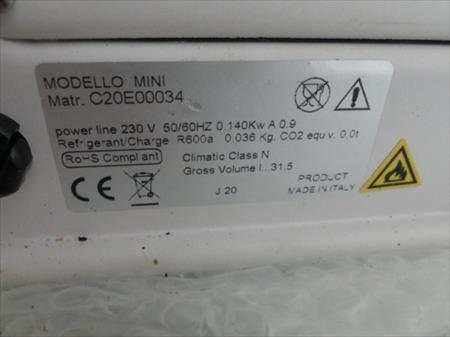 MODELLO MINI
Matr. C20E00034
power line 230 V 50/60HZ 0.140Kw A 0.9
Refrigerant/Charge R600a 0,036 Kg. CO2 equiv. 0,0t
RoHS Compliant Climatic Class N
Gross Volume l...31.5
CE
J 20
PRODUCT
MADE IN ITALY